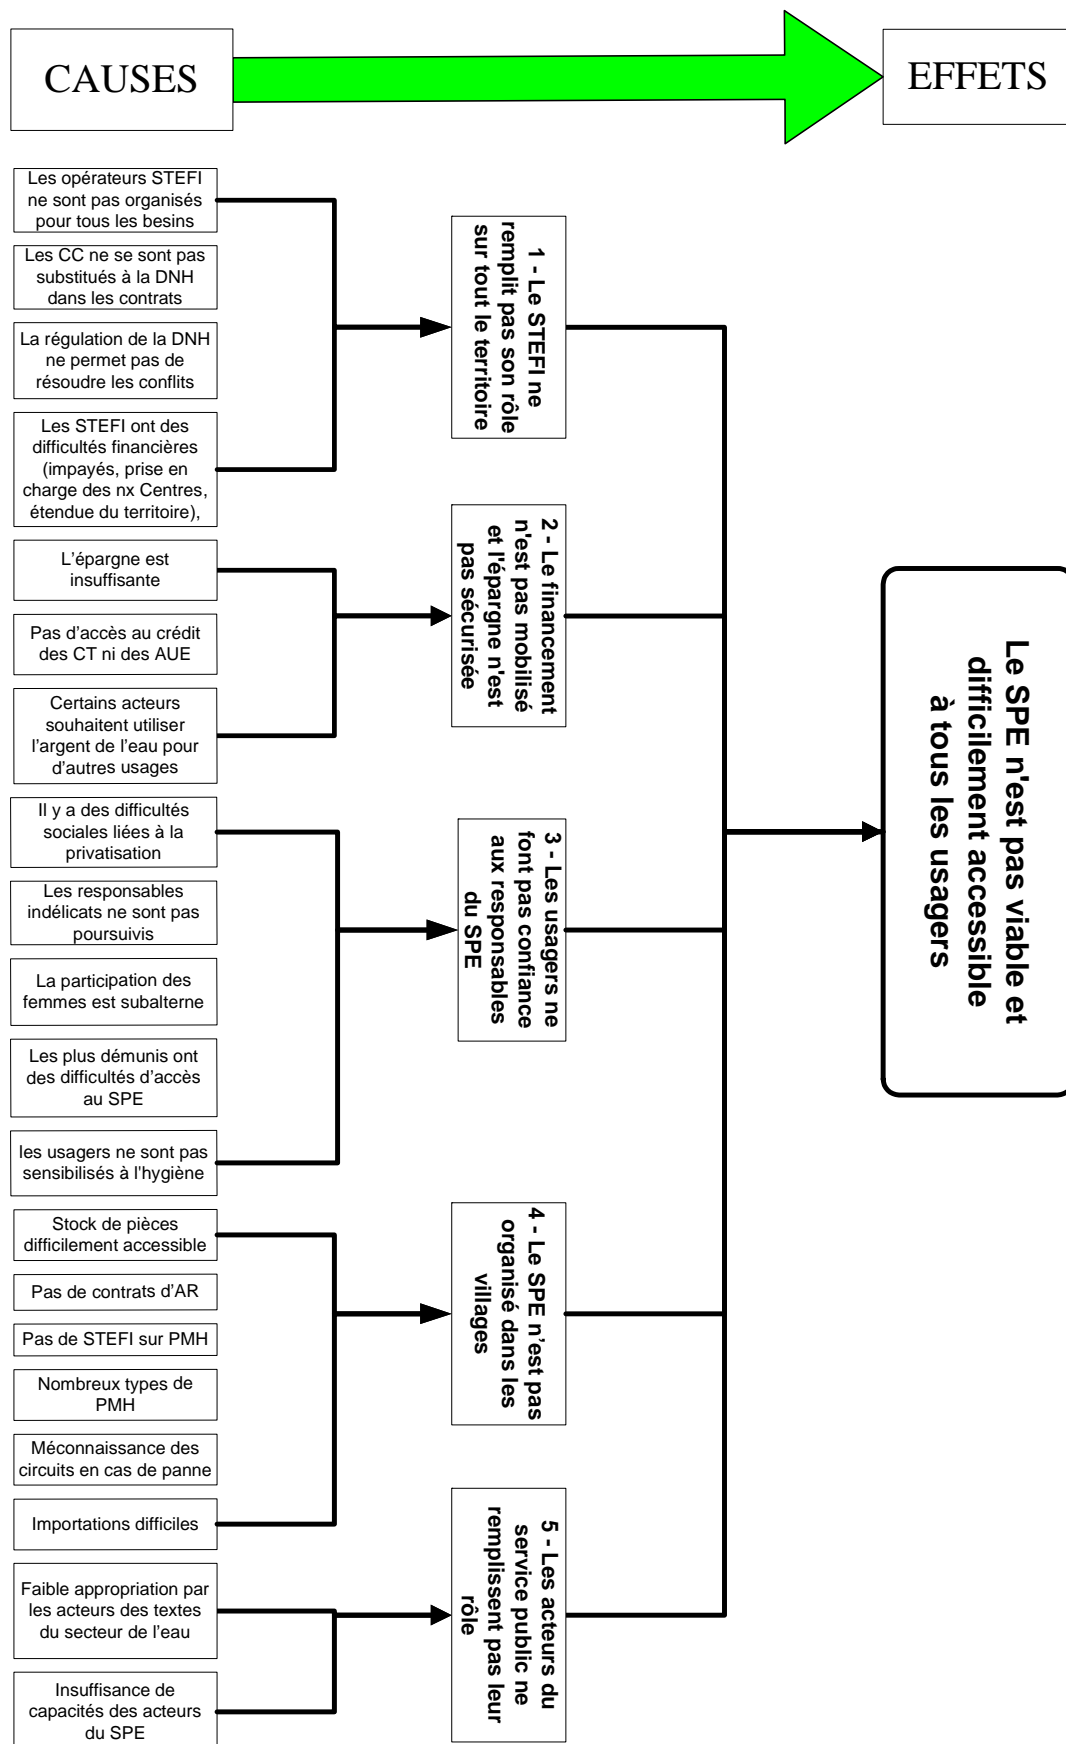 CAUSES
EFFETS
Les opérateurs STEFI
ne sont pas organisés
pour tous les besins
Les CC ne se sont pas
substitués à la DNH
dans les contrats
La régulation de la DNH
ne permet pas de
résoudre les conflits
Les STEFI ont des
difficultés financières
(impayés, prise en
charge des nx Centres,
étendue du territoire),
L'épargne est
insuffisante
Pas d'accès au crédit
des CT ni des AUE
Certains acteurs
souhaitent utiliser
l'argent de l'eau pour
d'autres usages
Il y a des difficultés
sociales liées à la
privatisation
Les responsables
indélicats ne sont pas
poursuivis
La participation des
femmes est subalterne
Les plus démunis ont
des difficultés d'accès
au SPE
les usagers ne sont pas
sensibilisés à l'hygiène
Stock de pièces
difficilement accessible
Pas de contrats d'AR
Pas de STEFI sur PMH
Nombreux types de
PMH
Méconnaissance des
circuits en cas de panne
Importations difficiles
Faible appropriation par
les acteurs des textes
du secteur de l'eau
Insuffisance de
capacités des acteurs
du SPE
1 - Le STEFI ne
remplit pas son rôle
sur tout le territoire
2 - Le financement
n'est pas mobilisé
et l'épargne n'est
pas sécurisée
3 - Les usagers ne
font pas confiance
aux responsables
du SPE
4 - Le SPE n'est pas
organisé dans les
villages
5 - Les acteurs du
service public ne
remplissent pas leur
rôle
Le SPE n'est pas viable et
difficilement accessible
à tous les usagers